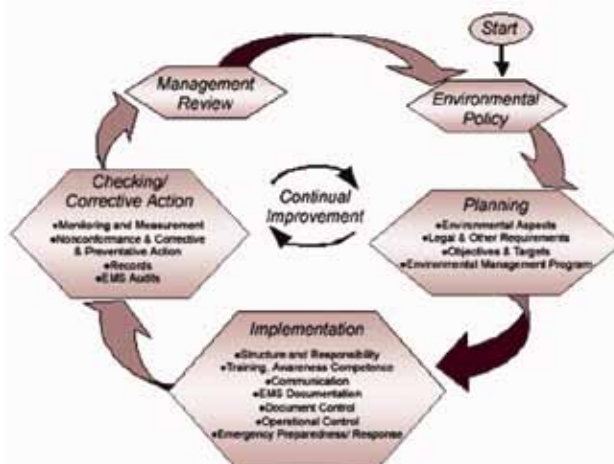 Start
Environmental
Policy
Planning
•Environmental Aspects
•Legal & Other Requirements
•Objectives & Targets
•Environmental Management Program
Implementation
•Structure and Responsibility
•Training, Awareness Competence
•Communication
•EMS Documentation
•Document Control
•Operational Control
•Emergency Preparedness/ Response
Checking/
Corrective Action
•Monitoring and Measurement
•Nonconformance & Corrective
& Preventative Action
•Records
•EMS Audits
Management
Review
Continual
Improvement